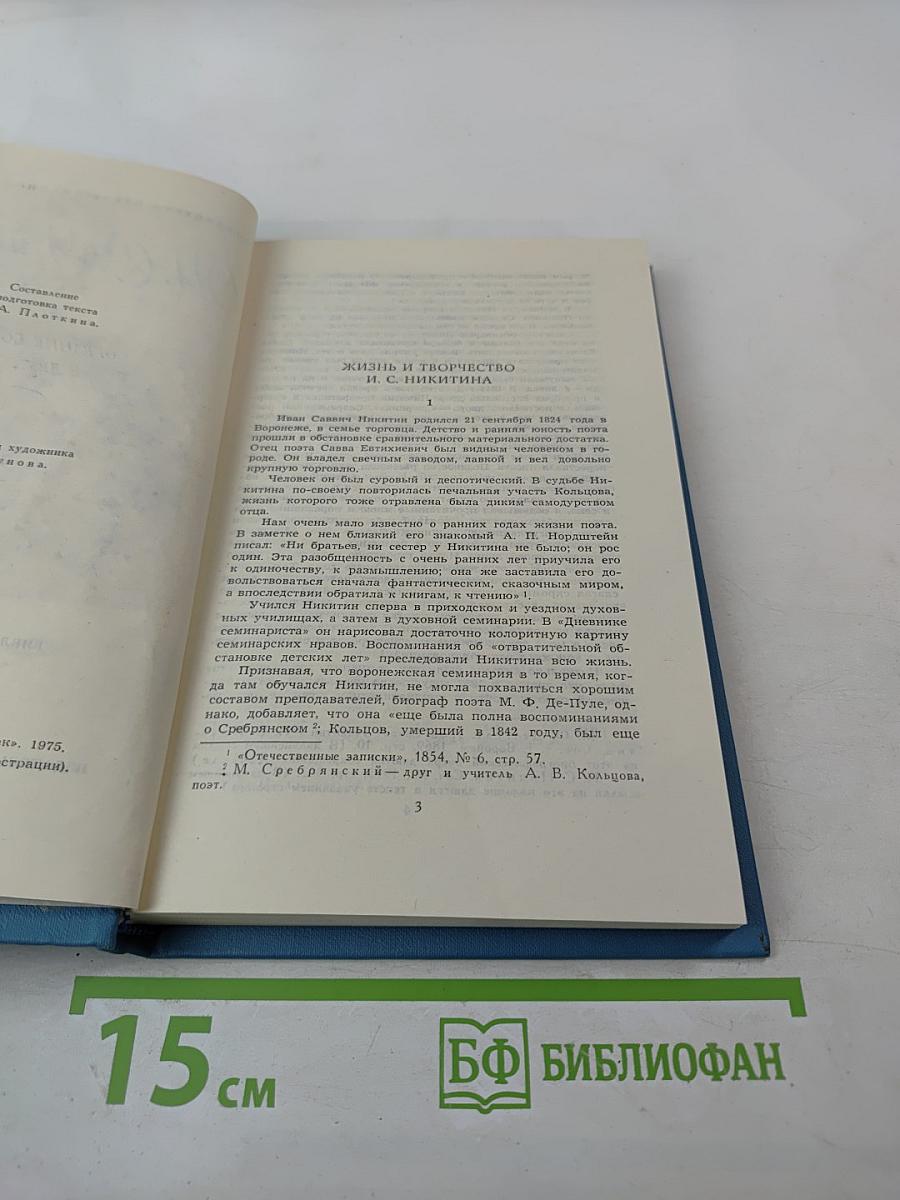 Составление
подготовка текста
А. Плоткина.
художника
енова.
ек». 1975.
страции).
ЖИЗНЬ И ТВОРЧЕСТВО
И. С. НИКИТИНА
1
Иван Саввич Никитин родился 21 сентября 1824 года в
Воронеже, в семье торговца. Детство и ранняя юность поэта
прошли в обстановке сравнительного материального достатка.
Отец поэта Савва Евтихиевич был видным человеком в го-
роде. Он владел свечным заводом, лавкой и вел довольно
крупную торговлю.
Человек он был суровый и деспотический. В судьбе Ни-
китина по-своему повторилась печальная участь Кольцова,
жизнь которого тоже отравлена была диким самодурством
отца.
Нам очень мало известно о ранних годах жизни поэта.
В заметке о нем близкий его знакомый А. П. Нордштейн
писал: «Ни братьев, ни сестер у Никитина не было; он рос
один. Эта разобщенность с очень ранних лет приучила его
к одиночеству, к размышлению; она же заставила его до-
вольствоваться сначала фантастическим, сказочным миром,
а впоследствии обратила к книгам, к чтению» 1.
Учился Никитин сперва в приходском и уездном духов-
ных училищах, а затем в духовной семинарии. В «Дневнике
семинариста» он нарисовал достаточно колоритную картину
семинарских нравов. Воспоминания об «отвратительной об-
становке детских лет» преследовали Никитина всю жизнь.
Признавая, что воронежская семинария в то время, ког-
да там обучался Никитин, не могла похвалиться хорошим
составом преподавателей, биограф поэта М. Ф. Де-Пуле, од-
нако, добавляет, что она «еще была полна воспоминаниями
о Сребрянском 2; Кольцов, умерший в 1842 году, был еще
1 «Отечественные записки», 1854, № 6, стр. 57.
2 М. Сребрянский — друг и учитель А. В. Кольцова,
поэт.
3
15 см
БФ БИБЛИОФАН